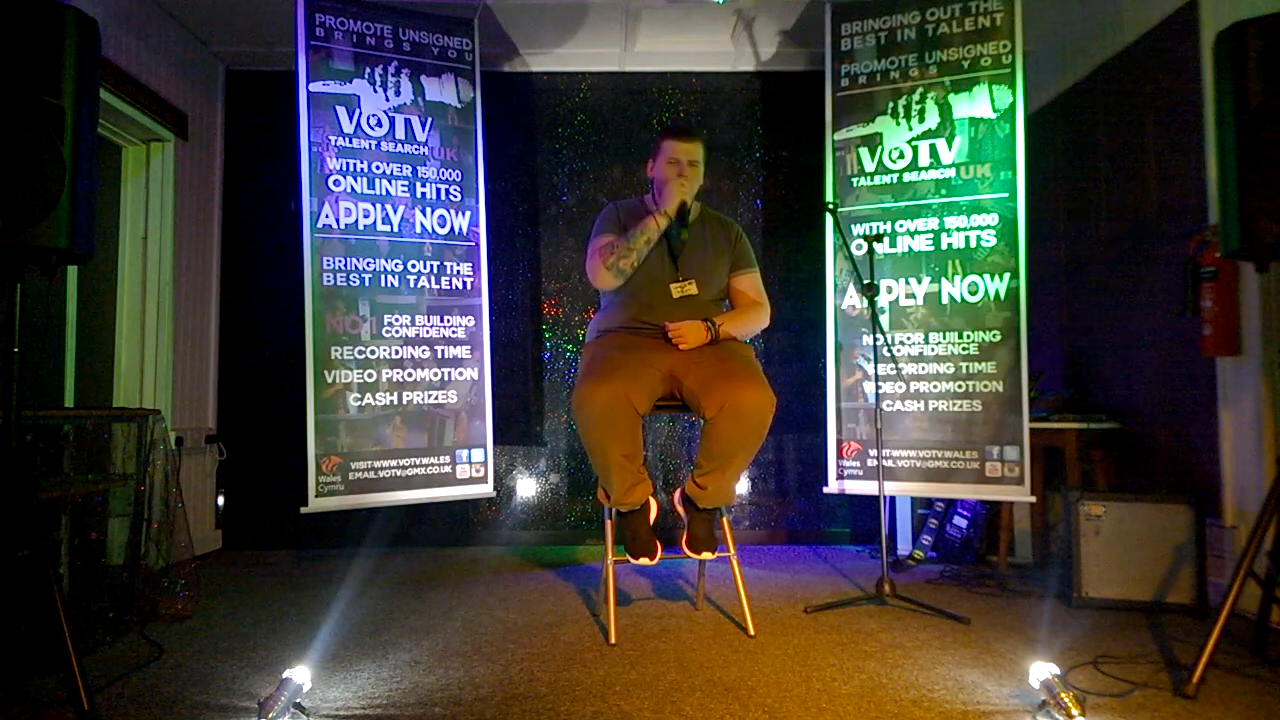 PROMOTE UNSIGNED
BRINGS YOU
VOTV
TALENT SEARCH UK
WITH OVER 150,000
ONLINE HITS
APPLY NOW
BRINGING OUT THE
BEST IN TALENT
NO.1 FOR BUILDING
CONFIDENCE
RECORDING TIME
VIDEO PROMOTION
CASH PRIZES
Wales
Cymru
VISIT-WWW.VOTV.WALES
EMAIL:VOTV@GMX.CO.UK
BRINGING OUT THE
BEST IN TALENT
PROMOTE UNSIGNED
BRINGS YOU
VOTV
TALENT SEARCH UK
WITH OVER 150,000
ONLINE HITS
APPLY NOW
NO.1 FOR BUILDING
CONFIDENCE
RECORDING TIME
VIDEO PROMOTION
CASH PRIZES
Wales
Cymru
VISIT-WWW.VOTV.WALES
EMAIL:VOTV@GMX.CO.UK